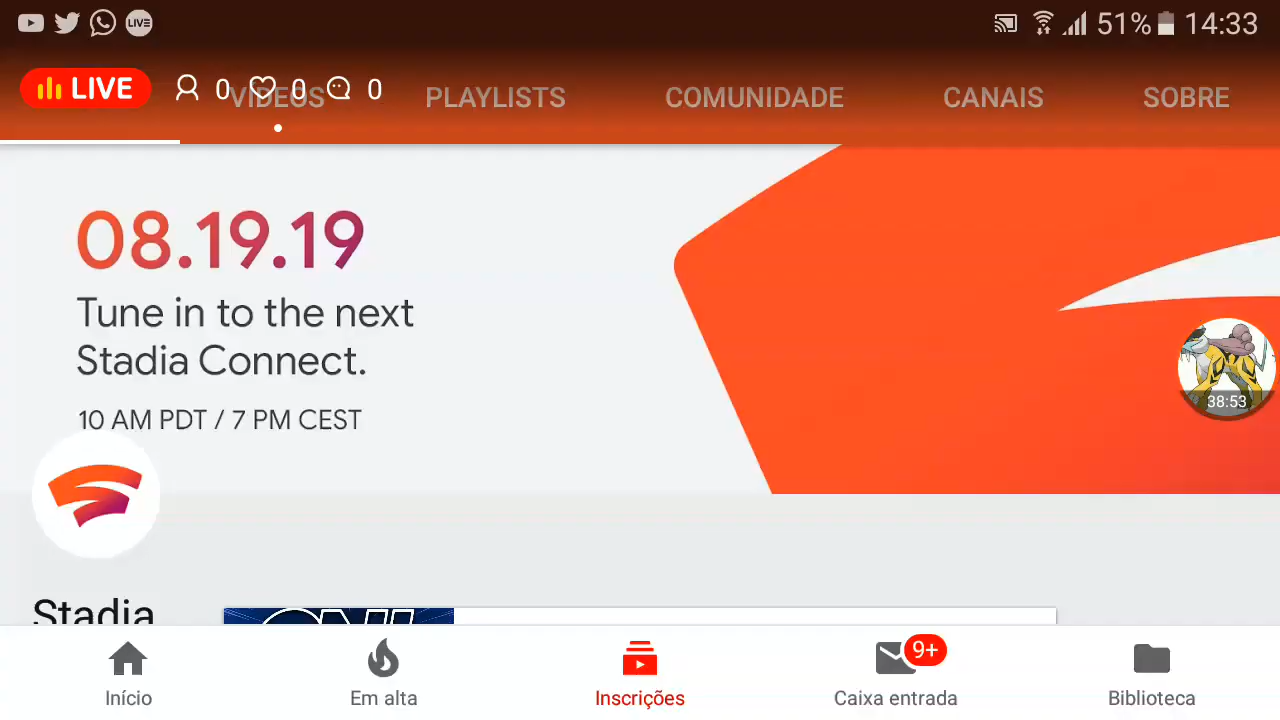 LIVE
51% 14:33
LIVE 0 0 0
VÍDEOS PLAYLISTS COMUNIDADE CANAIS SOBRE
08.19.19
Tune in to the next
Stadia Connect.
10 AM PDT / 7 PM CEST
38:53
Stadia
9+
Início Em alta Inscrições Caixa entrada Biblioteca